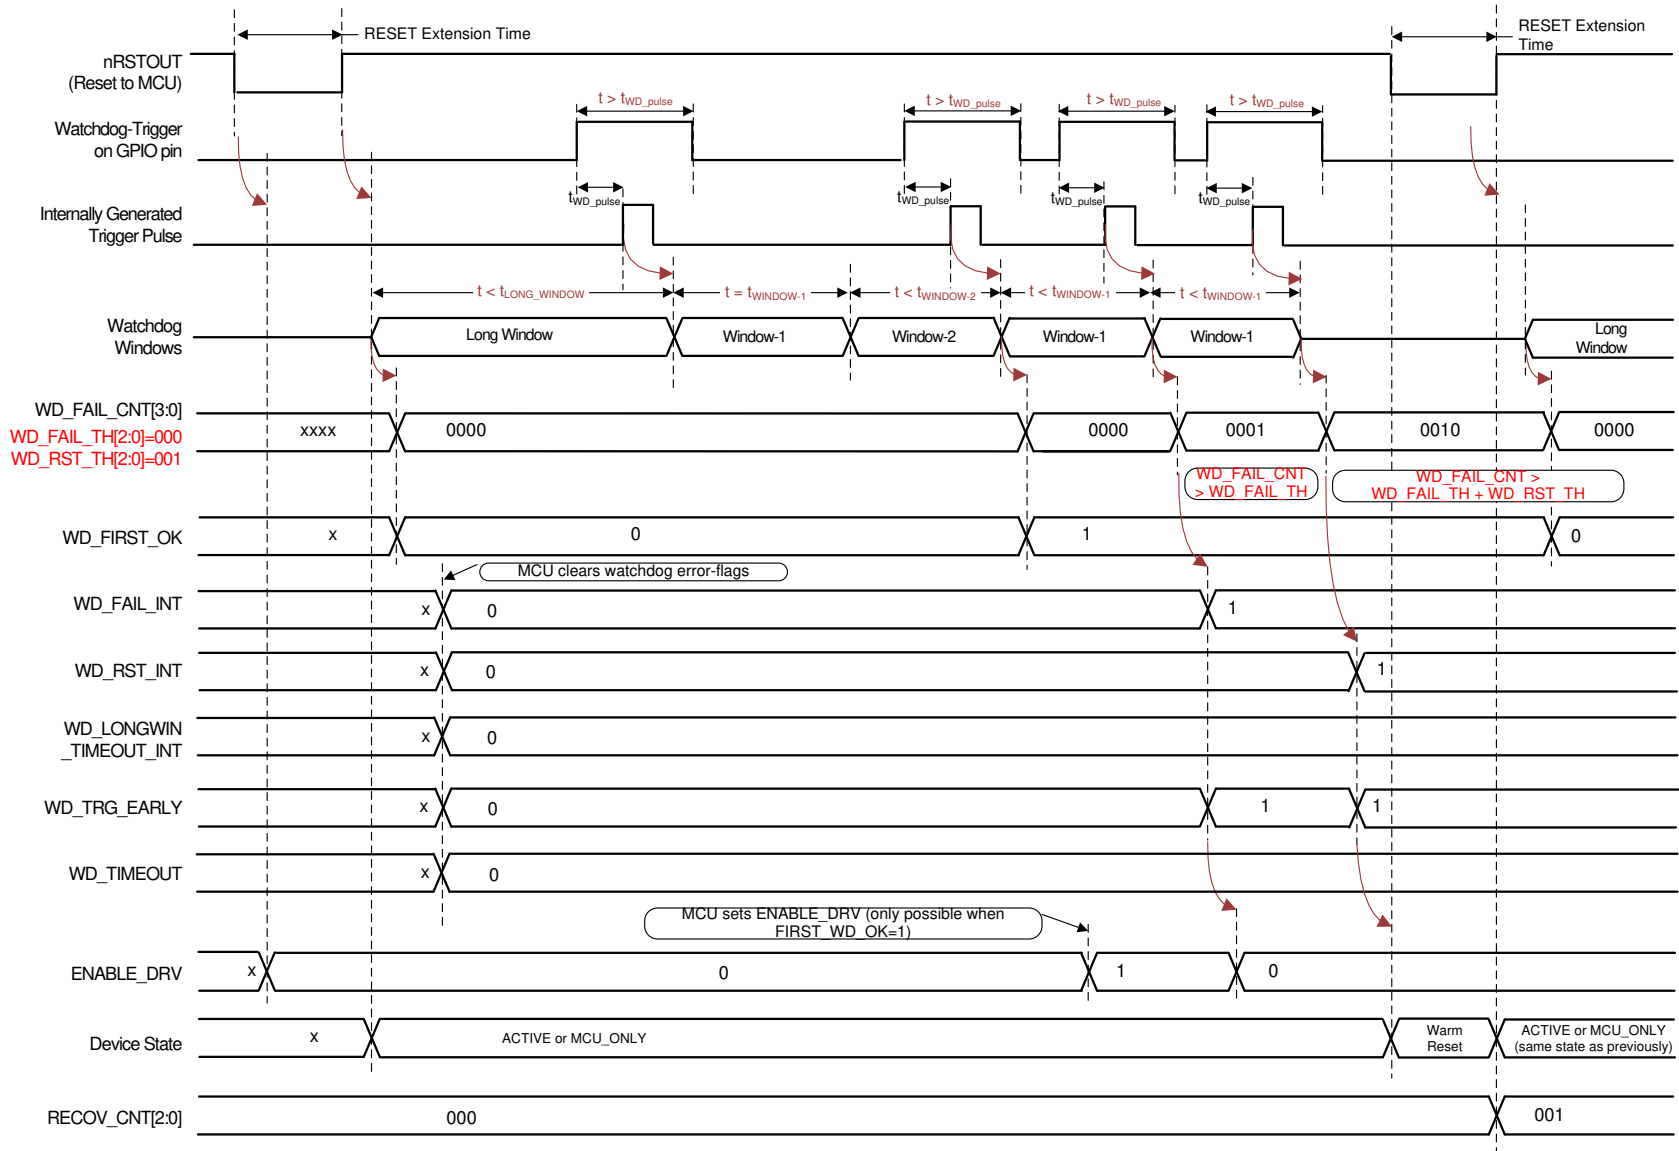 RESET Extension Time
RESET Extension
Time
nRSTOUT
(Reset to MCU)
t > tWD_pulse
t > tWD_pulse
t > tWD_pulse
t > tWD_pulse
Watchdog-Trigger
on GPIO pin
tWD_pulse
tWD_pulse
tWD_pulse
tWD_pulse
Internally Generated
Trigger Pulse
t < tLONG_WINDOW
t = tWINDOW-1
t < tWINDOW-2
t < tWINDOW-1
t < tWINDOW-1
Watchdog
Windows
Long Window
Window-1
Window-2
Window-1
Window-1
Long
Window
WD_FAIL_CNT[3:0]
WD_FAIL_TH[2:0]=000
WD_RST_TH[2:0]=001
xxxx
0000
0000
0001
0010
0000
WD_FAIL_CNT
> WD_FAIL_TH
WD_FAIL_CNT >
WD_FAIL_TH + WD_RST_TH
WD_FIRST_OK
x
0
1
0
MCU clears watchdog error-flags
WD_FAIL_INT
x
0
1
WD_RST_INT
x
0
1
WD_LONGWIN
_TIMEOUT_INT
x
0
WD_TRG_EARLY
x
0
1
1
WD_TIMEOUT
x
0
MCU sets ENABLE_DRV (only possible when
FIRST_WD_OK=1)
ENABLE_DRV
x
0
1
0
Device State
x
ACTIVE or MCU_ONLY
Warm
Reset
ACTIVE or MCU_ONLY
(same state as previously)
RECOV_CNT[2:0]
000
001